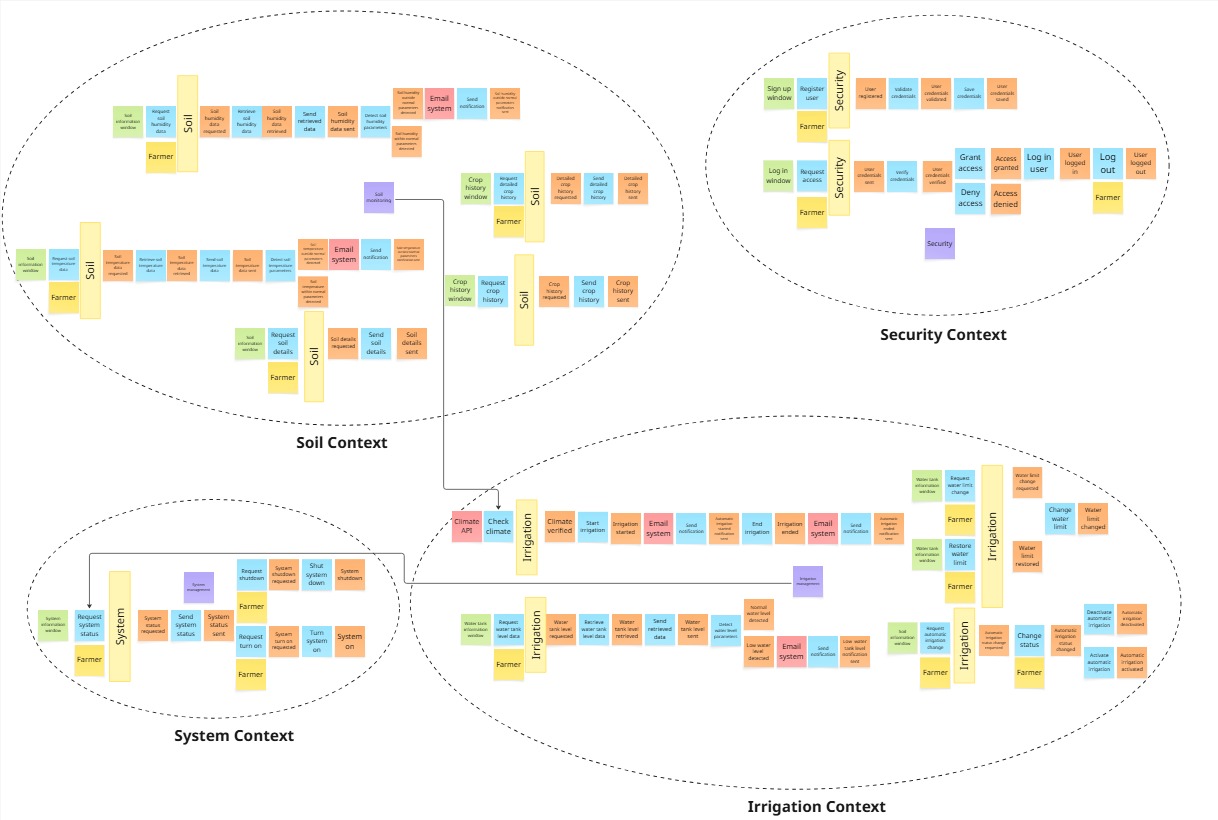 Soil information window
Request soil humidity data
Farmer
Soil
Soil humidity data requested
Retrieve soil humidity data
Soil humidity data retrieved
Send retrieved data
Soil humidity data sent
Detect soil humidity parameters
Soil humidity outside normal parameters detected
Email system
Send notification
Soil humidity outside normal parameters notification sent
Soil humidity within normal parameters detected
Soil monitoring
Crop history window
Request detailed crop history
Farmer
Soil
Detailed crop history requested
Send detailed crop history
Detailed crop history sent
Soil information window
Request soil temperature data
Farmer
Soil
Soil temperature data requested
Retrieve soil temperature data
Soil temperature data retrieved
Send soil temperature data
Soil temperature data sent
Detect soil temperature parameters
Soil temperature outside normal parameters detected
Email system
Send notification
Soil temperature within normal parameters detected
Crop history window
Request crop history
Soil
Crop history requested
Send crop history
Crop history sent
Soil information window
Request soil details
Farmer
Soil
Soil details requested
Send soil details
Soil details sent
Soil Context
Sign up window
Register user
Farmer
Security
User registered
Validate credentials
User credentials validated
Save credentials
User credentials saved
Log in window
Request access
Farmer
Security
User credentials sent
Verify credentials
User credentials verified
Grant access
Access granted
Log in user
User logged in
Log out
User logged out
Deny access
Access denied
Farmer
Security
Security Context
System information window
Request system status
Farmer
System
System status requested
Send system status
System status sent
System management
Request shutdown
Farmer
System shutdown requested
Shut system down
System shutdown
Request turn on
Farmer
System turn on requested
Turn system on
System on
System Context
Climate API
Check climate
Irrigation
Climate verified
Start irrigation
Irrigation started
Email system
Send notification
Automatic irrigation started notification sent
End irrigation
Irrigation ended
Email system
Send notification
Automatic irrigation ended notification sent
Irrigation management
Water tank information window
Request water limit change
Farmer
Irrigation
Water limit change requested
Change water limit
Water limit changed
Water tank information window
Restore water limit
Farmer
Water limit restored
Water tank information window
Request water tank level data
Farmer
Irrigation
Water tank level requested
Retrieve water tank level data
Water tank level retrieved
Send retrieved data
Water tank level sent
Detect water level parameters
Normal water level detected
Low water level detected
Email system
Send notification
Low water tank level notification sent
Soil information window
Request automatic irrigation change
Farmer
Irrigation
Automatic irrigation status change requested
Change status
Farmer
Automatic irrigation status changed
Deactivate automatic irrigation
Automatic irrigation deactivated
Activate automatic irrigation
Automatic irrigation activated
Irrigation Context